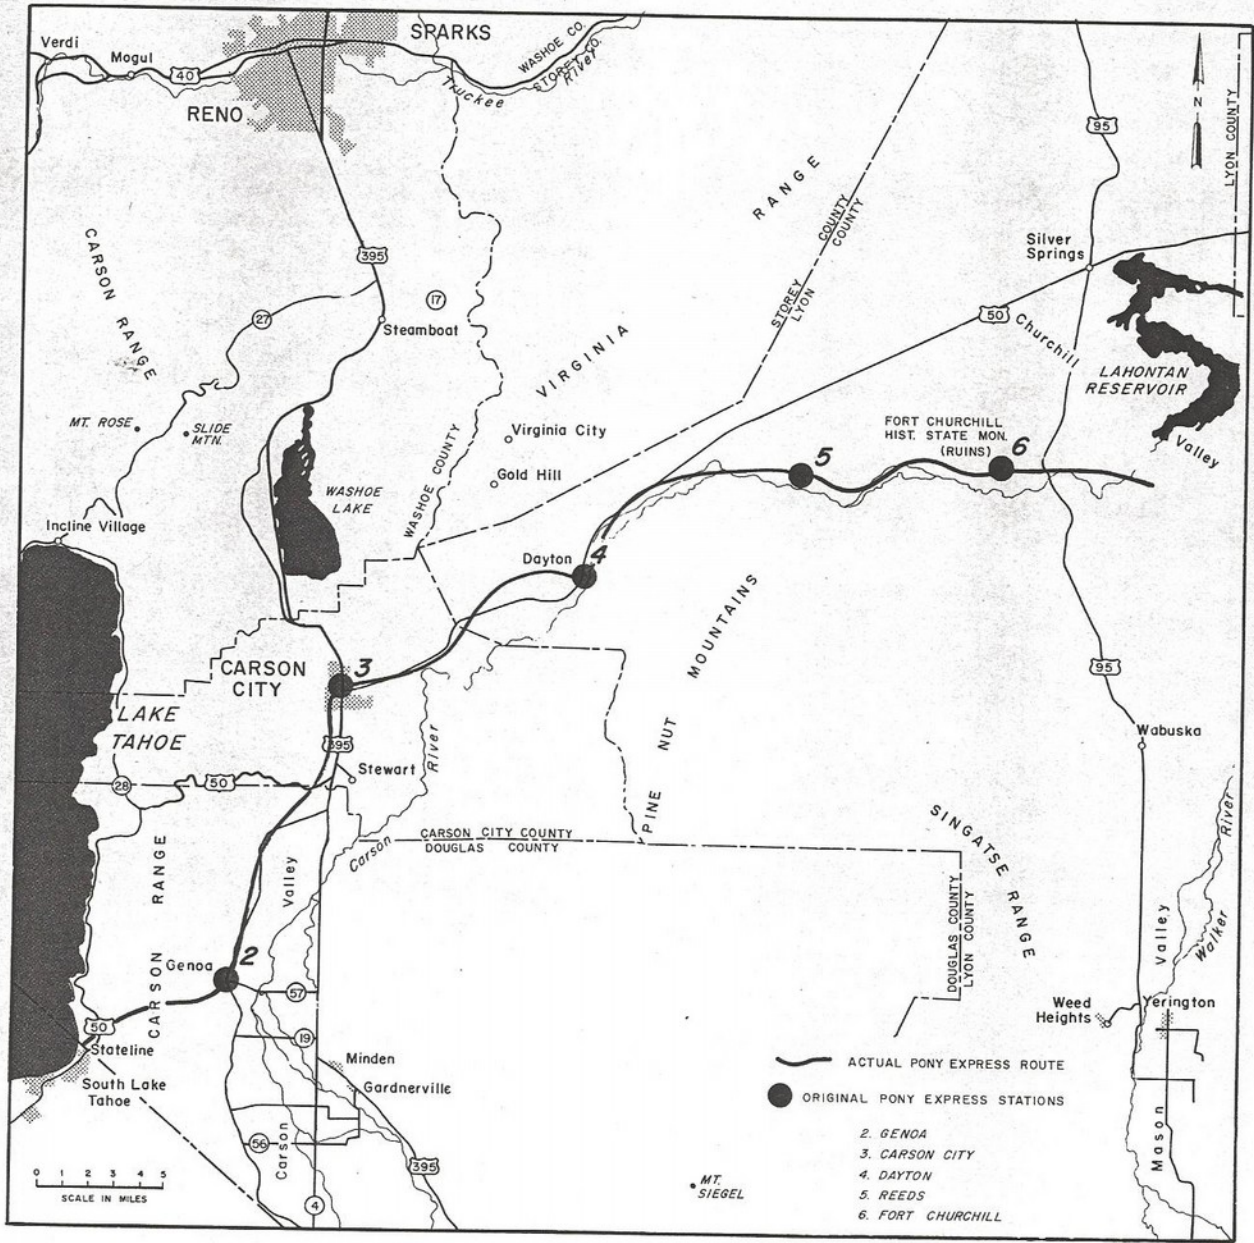 SPARKS
Verdi
Mogul
40
RENO
Truckee
River
WASHOE CO.
STOREY CO.
N
LYON COUNTY
95
CARSON RANGE
395
27
17
Steamboat
VIRGINIA RANGE
COUNTY
COUNTY
STOREY
LYON
Silver
Springs
50
Churchill
Valley
LAHONTAN
RESERVOIR
MT. ROSE
SLIDE
MTN.
WASHOE
LAKE
WASHOE COUNTY
Virginia City
Gold Hill
FORT CHURCHILL
HIST. STATE MON.
(RUINS)
5
6
Incline Village
Dayton
4
CARSON
CITY
3
LAKE
TAHOE
PINE NUT MOUNTAINS
95
395
Stewart
River
Carson
28
50
Wabuska
CARSON CITY COUNTY
DOUGLAS COUNTY
SINGATSE RANGE
CARSON RANGE
Valley
Genoa
2
57
DOUGLAS COUNTY
LYON COUNTY
River
Walker
Valley
50
Stateline
19
Weed
Heights
Yerington
South Lake
Tahoe
Minden
Gardnerville
56
Carson
395
4
Mason
MT.
SIEGEL
0 1 2 3 4 5
SCALE IN MILES
ACTUAL PONY EXPRESS ROUTE
ORIGINAL PONY EXPRESS STATIONS
2. GENOA
3. CARSON CITY
4. DAYTON
5. REEDS
6. FORT CHURCHILL